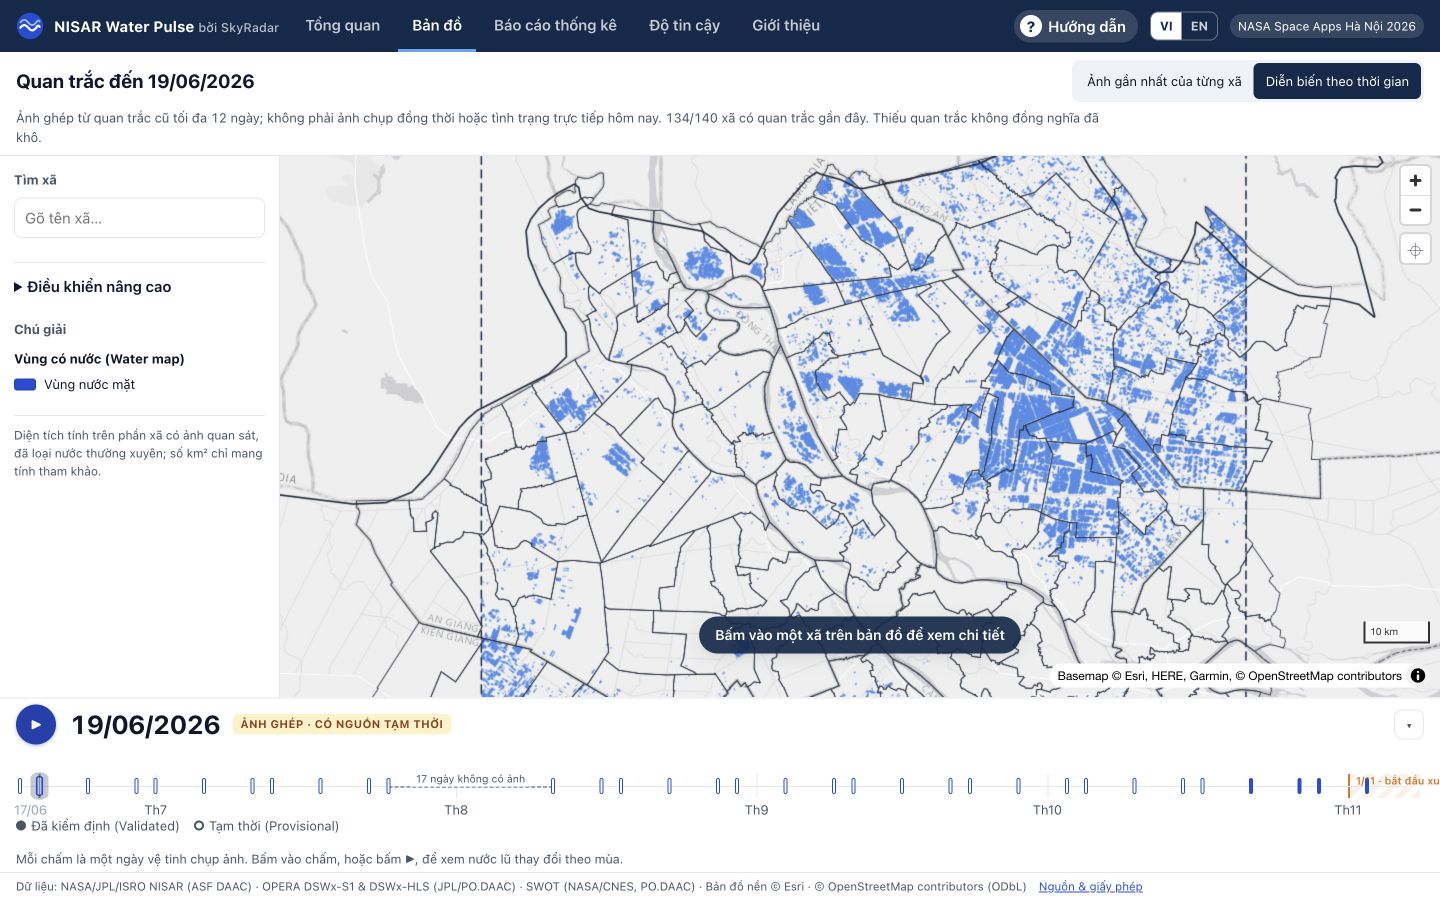 NISAR Water Pulse bởi SkyRadar
Tổng quan
Bản đồ
Báo cáo thống kê
Độ tin cậy
Giới thiệu
? Hướng dẫn
VI
EN
NASA Space Apps Hà Nội 2026
Quan trắc đến 19/06/2026
Ảnh gần nhất của từng xã
Diễn biến theo thời gian
Ảnh ghép từ quan trắc cũ tối đa 12 ngày; không phải ảnh chụp đồng thời hoặc tình trạng trực tiếp hôm nay. 134/140 xã có quan trắc gần đây. Thiếu quan trắc không đồng nghĩa đã
khô.
Tìm xã
Gõ tên xã...
Điều khiển nâng cao
Chú giải
Vùng có nước (Water map)
Vùng nước mặt
Diện tích tính trên phần xã có ảnh quan sát,
đã loại nước thường xuyên; số km² chỉ mang
tính tham khảo.
CAMBODIA
LONG AN
AN GIANG
KIÊN GIANG
Bấm vào một xã trên bản đồ để xem chi tiết
10 km
Basemap © Esri, HERE, Garmin, © OpenStreetMap contributors
19/06/2026
ẢNH GHÉP · CÓ NGUỒN TẠM THỜI
17 ngày không có ảnh
17/06
Th7
Th8
Th9
Th10
Th11
Đã kiểm định (Validated)
Tạm thời (Provisional)
Mỗi chấm là một ngày vệ tinh chụp ảnh. Bấm vào chấm, hoặc bấm ▶, để xem nước lũ thay đổi theo mùa.
Dữ liệu: NASA/JPL/ISRO NISAR (ASF DAAC) · OPERA DSWx-S1 & DSWx-HLS (JPL/PO.DAAC) · SWOT (NASA/CNES, PO.DAAC) · Bản đồ nền © Esri · © OpenStreetMap contributors (ODbL) Nguồn & giấy phép